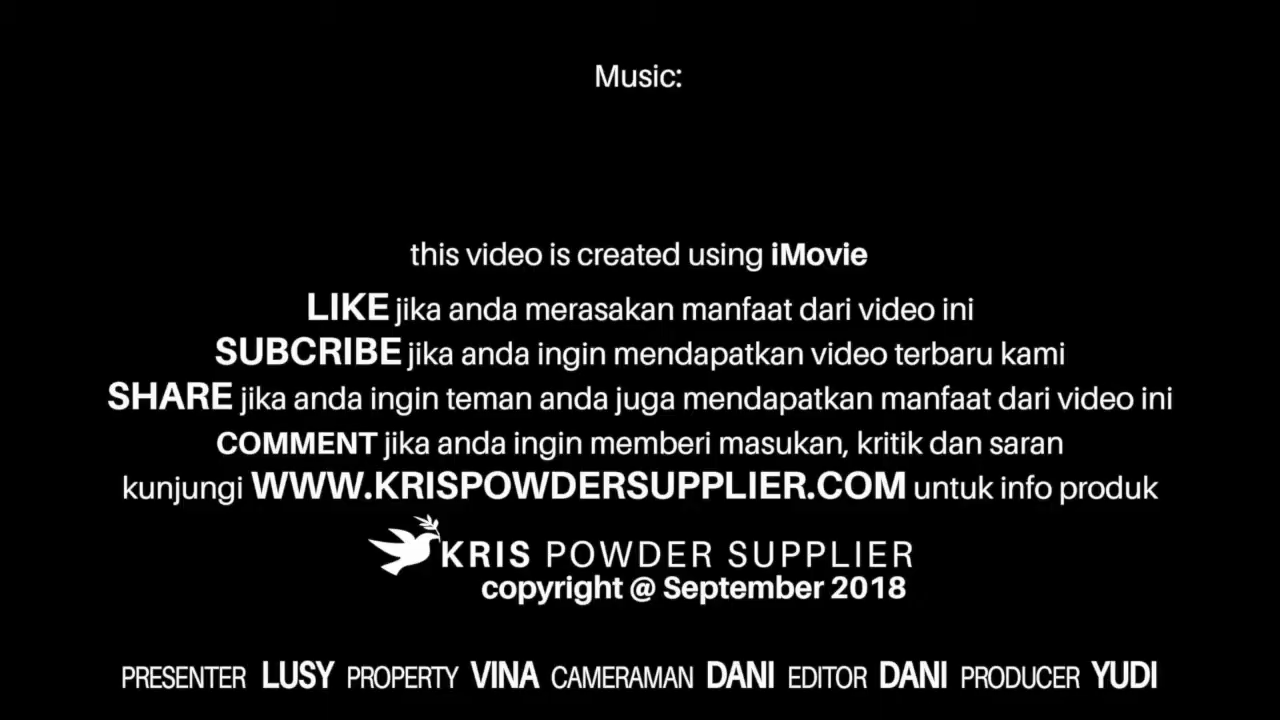 Music:
this video is created using iMovie
LIKE jika anda merasakan manfaat dari video ini
SUBCRIBE jika anda ingin mendapatkan video terbaru kami
SHARE jika anda ingin teman anda juga mendapatkan manfaat dari video ini
COMMENT jika anda ingin memberi masukan, kritik dan saran
kunjungi WWW.KRISPOWDERSUPPLIER.COM untuk info produk
KRIS POWDER SUPPLIER
copyright @ September 2018
PRESENTER LUSY PROPERTY VINA CAMERAMAN DANI EDITOR DANI PRODUCER YUDI